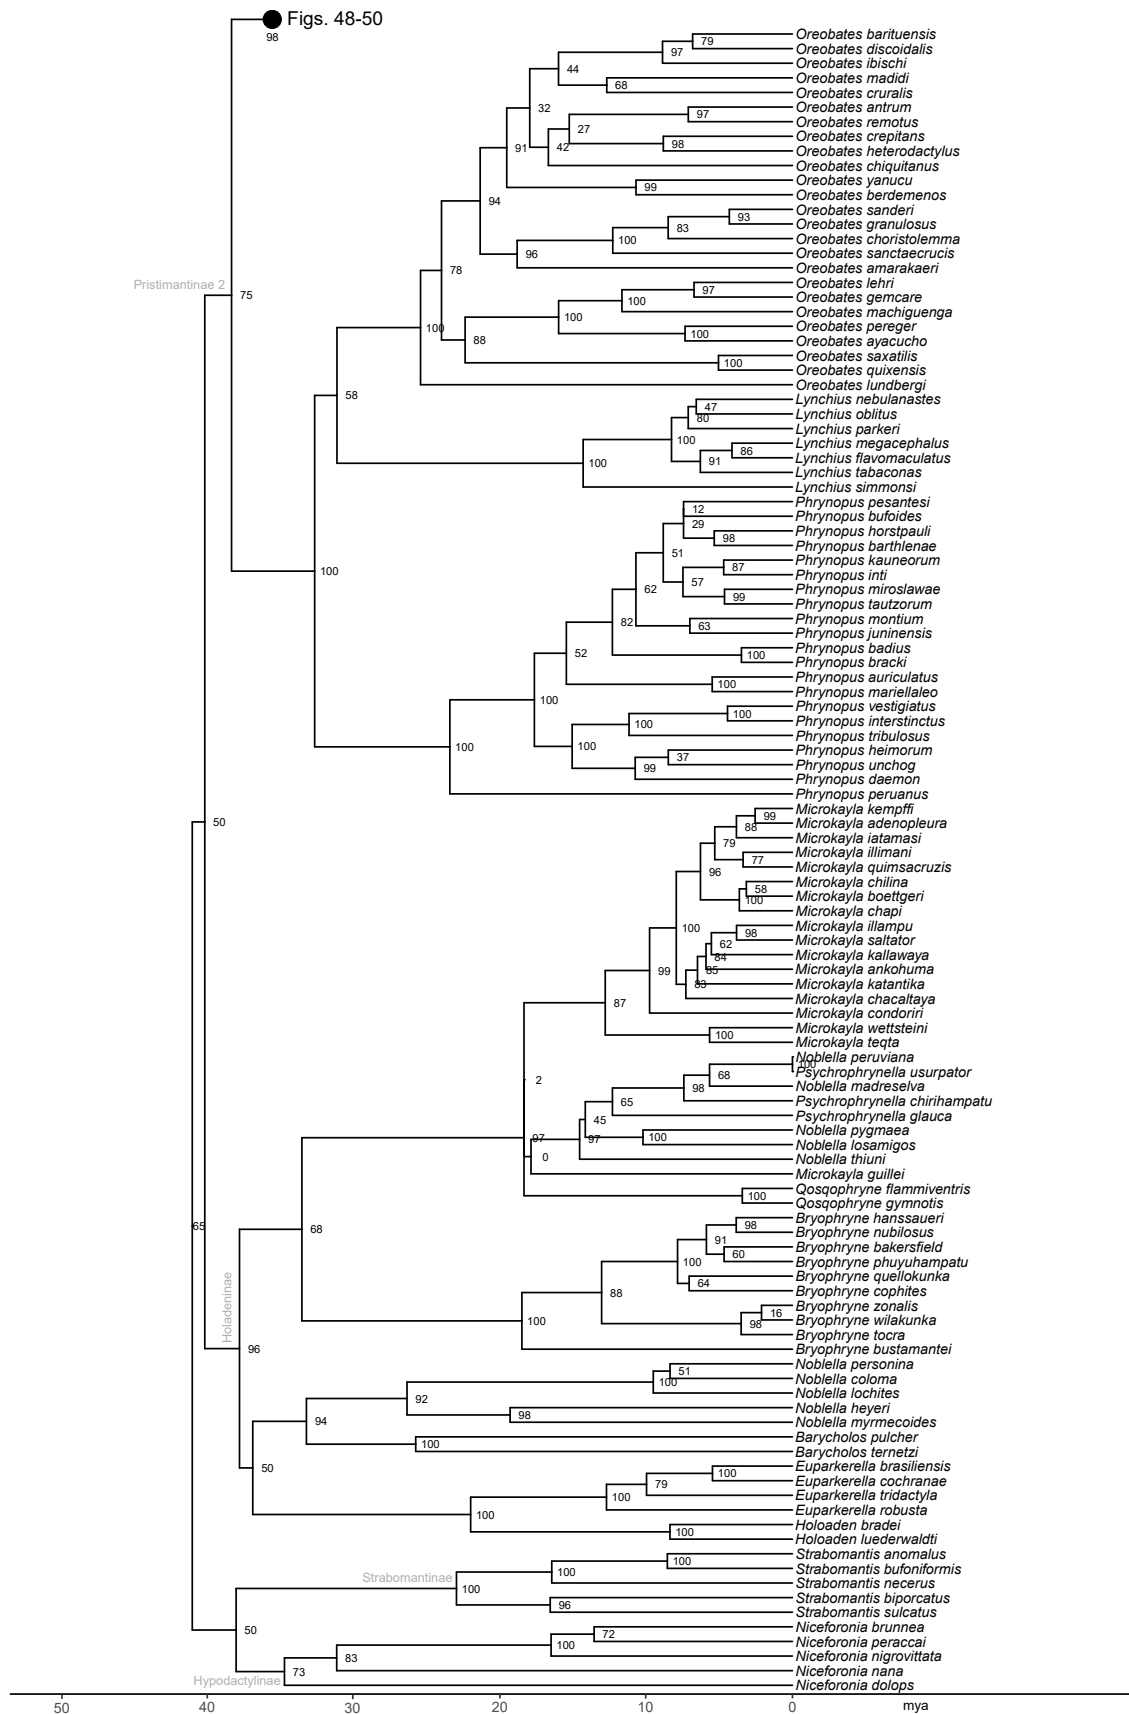 Figs. 48-50
98
Oreobates barituensis
79
Oreobates discoidalis
97
Oreobates ibischi
44
Oreobates madidi
68
Oreobates cruralis
32
Oreobates antrum
97
Oreobates remotus
27
Oreobates crepitans
42
98
Oreobates heterodactylus
91
Oreobates chiquitanus
Oreobates yanucu
99
Oreobates berdemenos
94
Oreobates sanderi
93
Oreobates granulosus
83
Oreobates choristolemma
100
Oreobates sanctaecrucis
96
Oreobates amarakaeri
78
Pristimantinae 2
75
Oreobates lehri
97
Oreobates gemcare
100
Oreobates machiguenga
100
Oreobates pereger
100
100
Oreobates ayacucho
88
Oreobates saxatilis
100
Oreobates quixensis
Oreobates lundbergi
58
Lynchius nebulanastes
47
Lynchius oblitus
80
Lynchius parkeri
100
Lynchius megacephalus
86
Lynchius flavomaculatus
91
100
Lynchius tabaconas
Lynchius simmonsi
Phrynopus pesantesi
12
Phrynopus bufoides
29
Phrynopus horstpauli
98
Phrynopus barthlenae
51
Phrynopus kauneorum
87
100
Phrynopus inti
57
62
Phrynopus miroslawae
99
Phrynopus tautzorum
82
Phrynopus montium
63
Phrynopus juninensis
52
Phrynopus badius
100
Phrynopus bracki
Phrynopus auriculatus
100
Phrynopus mariellaleo
100
Phrynopus vestigiatus
100
Phrynopus interstinctus
100
Phrynopus tribulosus
100
100
Phrynopus heimorum
37
Phrynopus unchog
99
Phrynopus daemon
Phrynopus peruanus
Microkayla kempffi
99
50
Microkayla adenopleura
88
Microkayla iatamasi
79
Microkayla illimani
77
Microkayla quimsacruzis
96
Microkayla chilina
58
Microkayla boettgeri
100
Microkayla chapi
100
Microkayla illampu
98
Microkayla saltator
62
Microkayla kallawaya
84
Microkayla ankohuma
99
85
Microkayla katantika
83
Microkayla chacaltaya
87
Microkayla condoriri
Microkayla wettsteini
100
Microkayla teqta
Noblella peruviana
100
Psychrophrynella usurpator
2
68
Noblella madreselva
98
Psychrophrynella chirihampatu
65
Psychrophrynella glauca
45
Noblella pygmaea
97
97
100
Noblella losamigos
0
Noblella thiuni
Microkayla guillei
Qosqophryne flammiventris
100
Qosqophryne gymnotis
65
68
Bryophryne hanssaueri
98
Bryophryne nubilosus
91
Bryophryne bakersfield
60
Bryophryne phuyuhampatu
100
Bryophryne quellokunka
64
Bryophryne cophites
88
Bryophryne zonalis
16
Bryophryne wilakunka
100
98
Bryophryne tocra
Holadeninae
96
Bryophryne bustamantei
Noblella personina
51
Noblella coloma
100
Noblella lochites
92
Noblella heyeri
98
Noblella myrmecoides
94
Barycholos pulcher
100
Barycholos ternetzi
50
Euparkerella brasiliensis
100
Euparkerella cochranae
79
Euparkerella tridactyla
100
Euparkerella robusta
100
Holoaden bradei
100
Holoaden luederwaldti
Strabomantis anomalus
100
Strabomantis bufoniformis
100
Strabomantinae
Strabomantis necerus
100
Strabomantis biporcatus
96
Strabomantis sulcatus
50
Niceforonia brunnea
72
Niceforonia peraccai
100
Niceforonia nigrovittata
83
Niceforonia nana
73
Hypodactylinae
Niceforonia dolops
50 40 30 20 10 0 mya